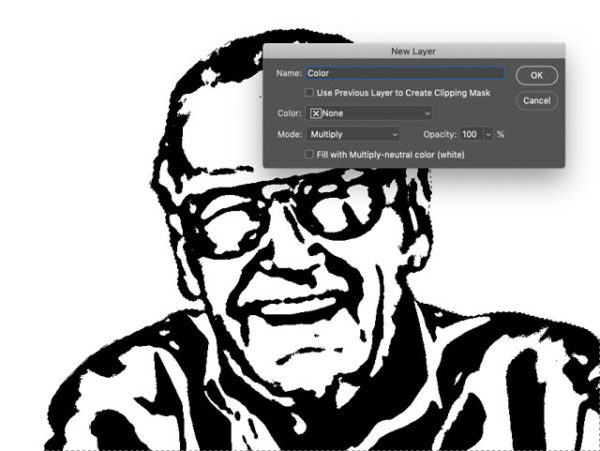 New Layer
Name: Color OK
Use Previous Layer to Create Clipping Mask
Cancel
Color: None
Mode: Multiply Opacity: 100 %
Fill with Multiply-neutral color (white)